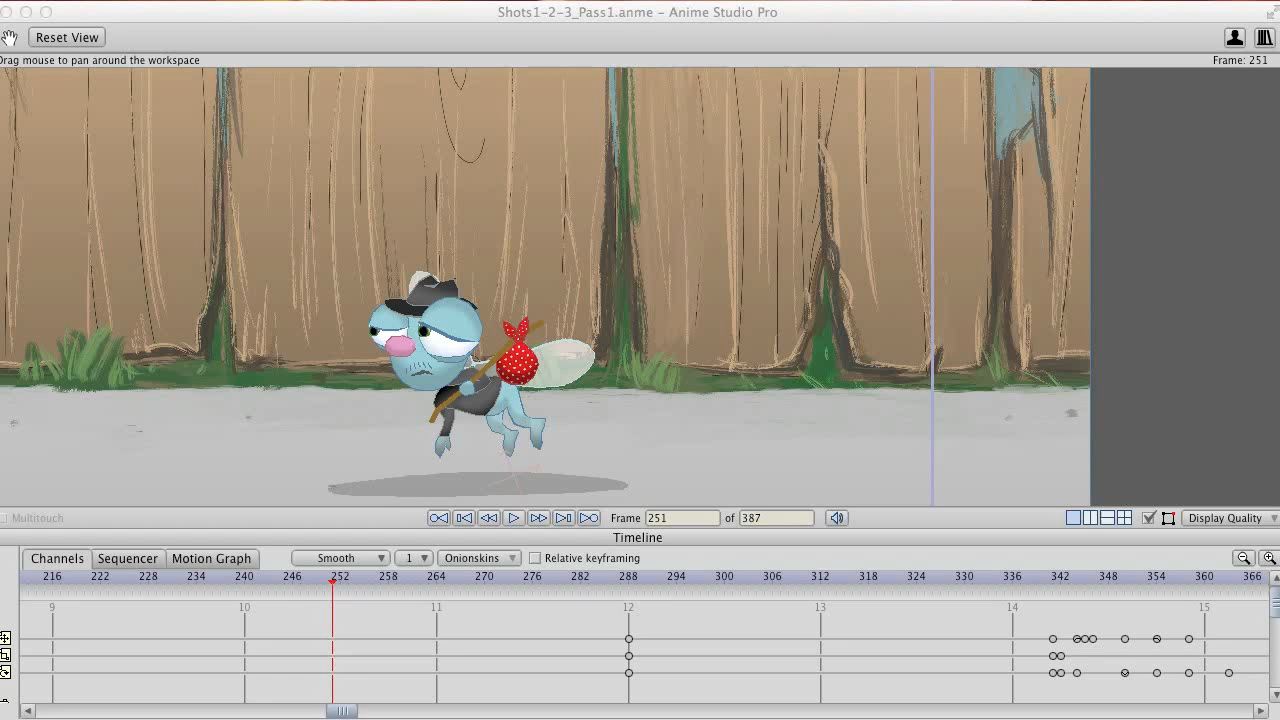 Shots1-2-3_Pass1.anme - Anime Studio Pro
Reset View
Drag mouse to pan around the workspace Frame: 251
Multitouch Frame 251 of 387 Display Quality
Timeline
Channels Sequencer Motion Graph Smooth 1 Onionskins Relative keyframing
216 222 228 234 240 246 252 258 264 270 276 282 288 294 300 306 312 318 324 330 336 342 348 354 360 366
9 10 11 12 13 14 15